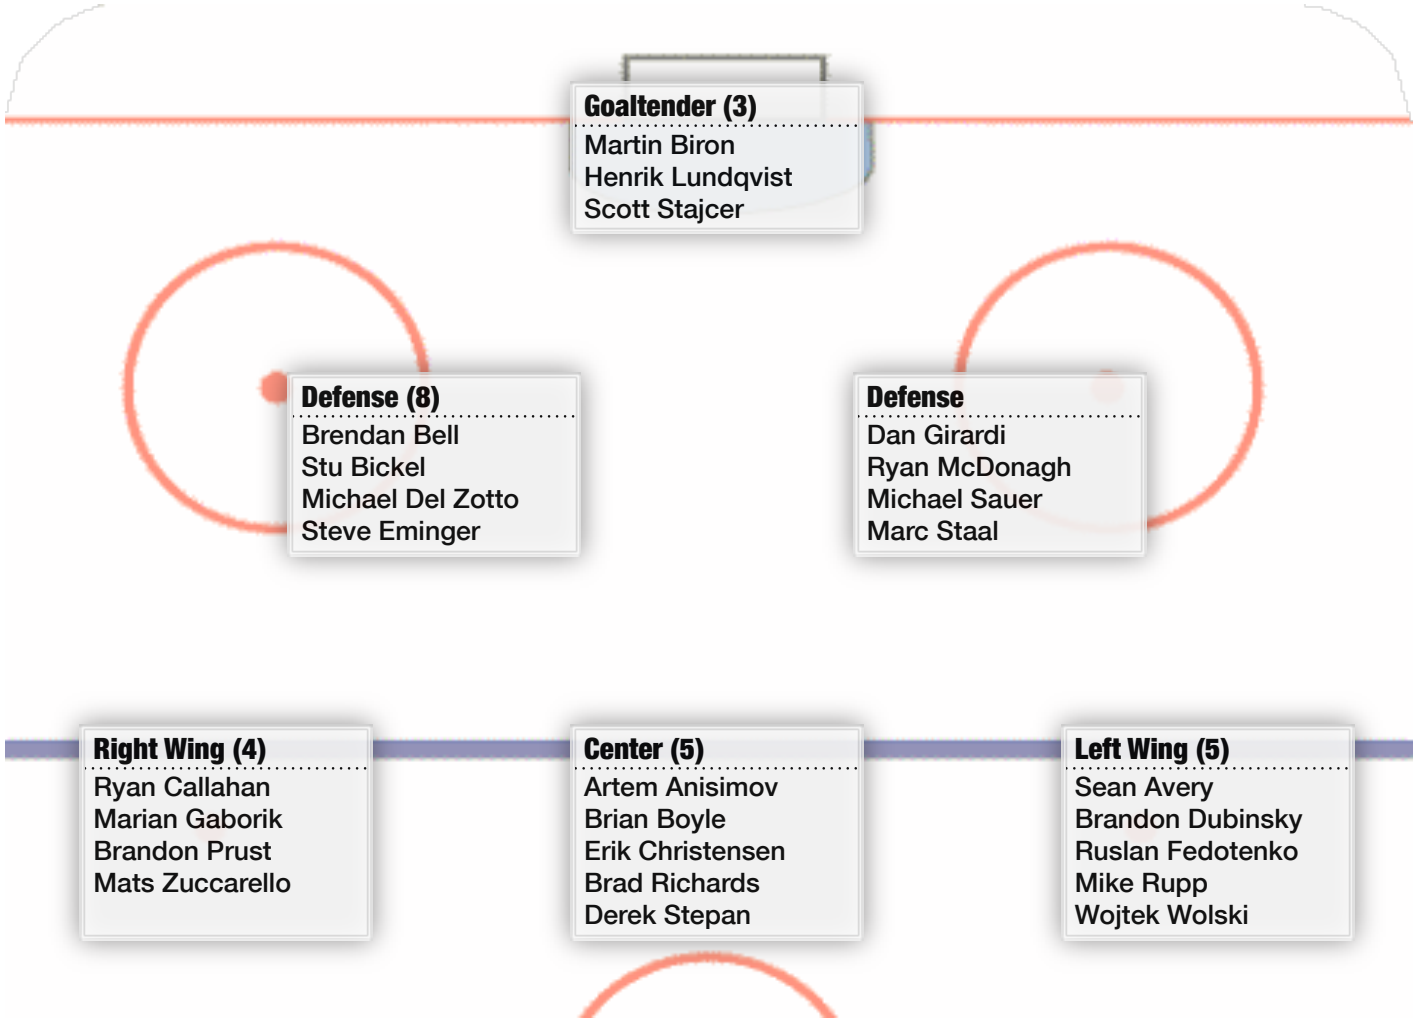 Goaltender (3)
Martin Biron
Henrik Lundqvist
Scott Stajcer
Defense (8)
Brendan Bell
Stu Bickel
Michael Del Zotto
Steve Eminger
Defense
Dan Girardi
Ryan McDonagh
Michael Sauer
Marc Staal
Right Wing (4)
Ryan Callahan
Marian Gaborik
Brandon Prust
Mats Zuccarello
Center (5)
Artem Anisimov
Brian Boyle
Erik Christensen
Brad Richards
Derek Stepan
Left Wing (5)
Sean Avery
Brandon Dubinsky
Ruslan Fedotenko
Mike Rupp
Wojtek Wolski